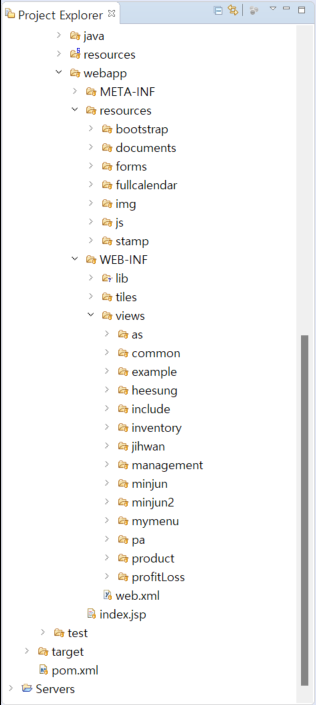 Project Explorer
java
resources
webapp
META-INF
resources
bootstrap
documents
forms
fullcalendar
img
js
stamp
WEB-INF
lib
tiles
views
as
common
example
heesung
include
inventory
jihwan
management
minjun
minjun2
mymenu
pa
product
profitLoss
web.xml
index.jsp
test
target
pom.xml
Servers